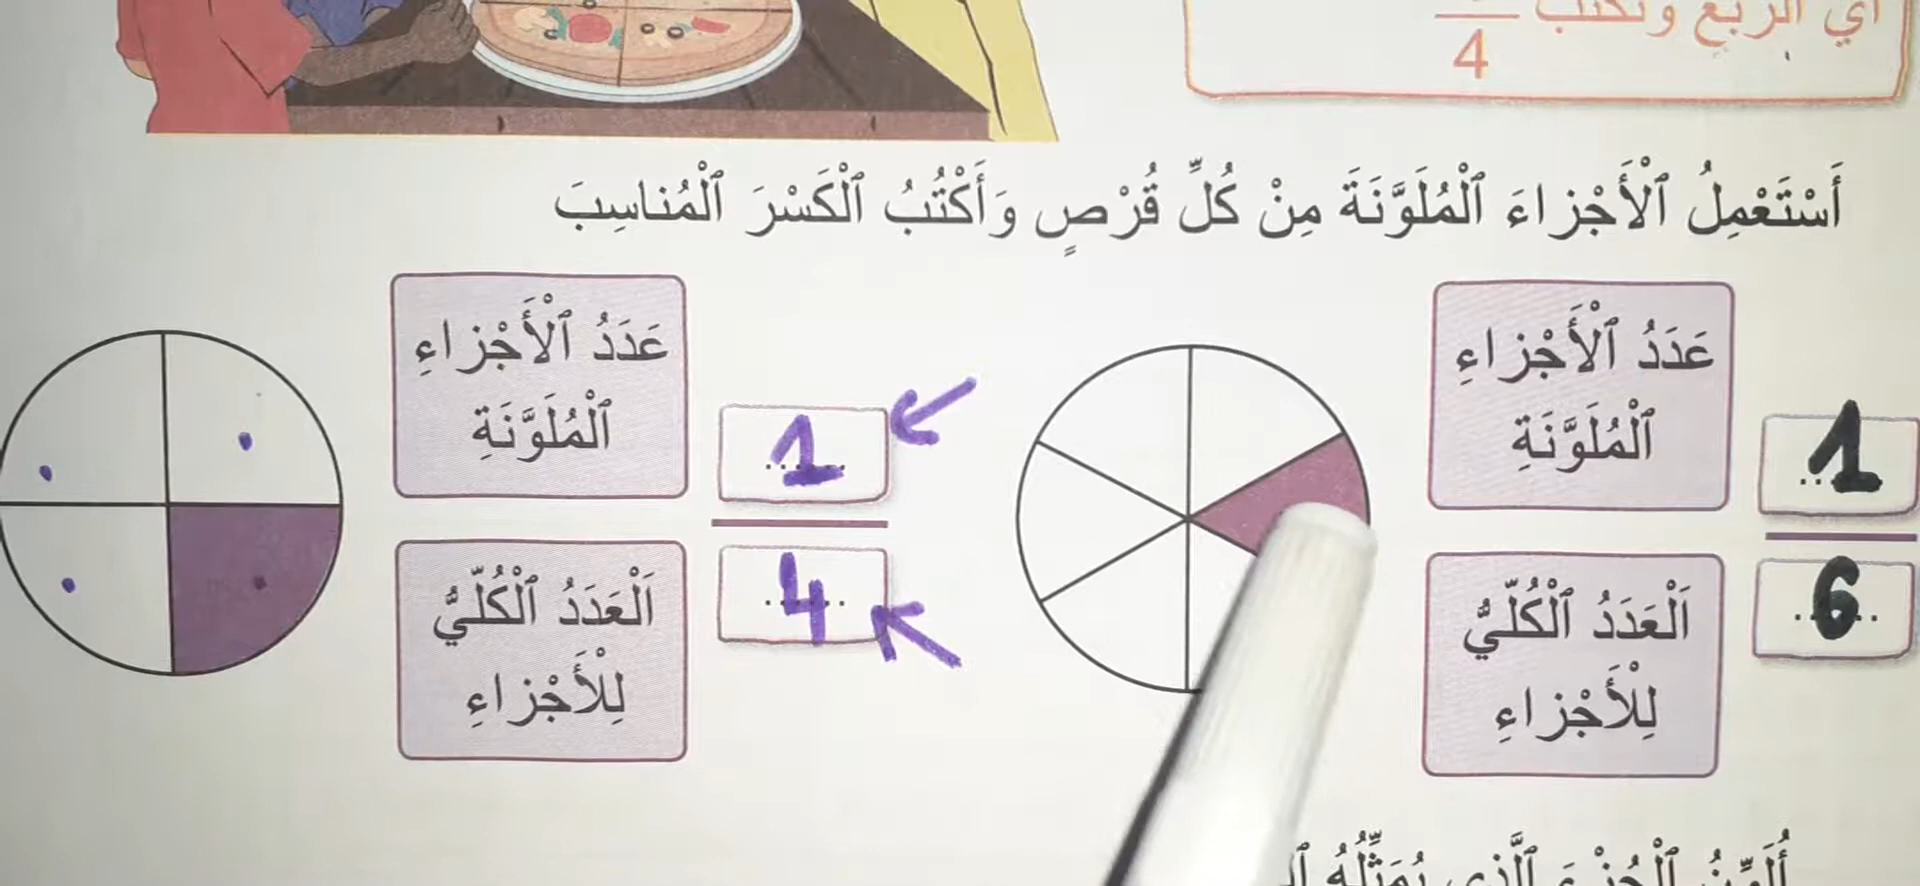 أي الربع ونكتب
4
أَسْتَعْمِلُ ٱلْأَجْزاءَ ٱلْمُلَوَّنَةَ مِنْ كُلِّ قُرْصٍ وَأَكْتُبُ ٱلْكَسْرَ ٱلْمُناسِبَ
عَدَدُ ٱلْأَجْزاءِ
ٱلْمُلَوَّنَةِ
1
اَلْعَدَدُ ٱلْكُلِّيُّ
لِلْأَجْزاءِ
6
عَدَدُ ٱلْأَجْزاءِ
ٱلْمُلَوَّنَةِ
1
اَلْعَدَدُ ٱلْكُلِّيُّ
لِلْأَجْزاءِ
4
أُلَوِّنُ ٱلْجُزْءَ ٱلَّذِي يُمَثِّلُهُ